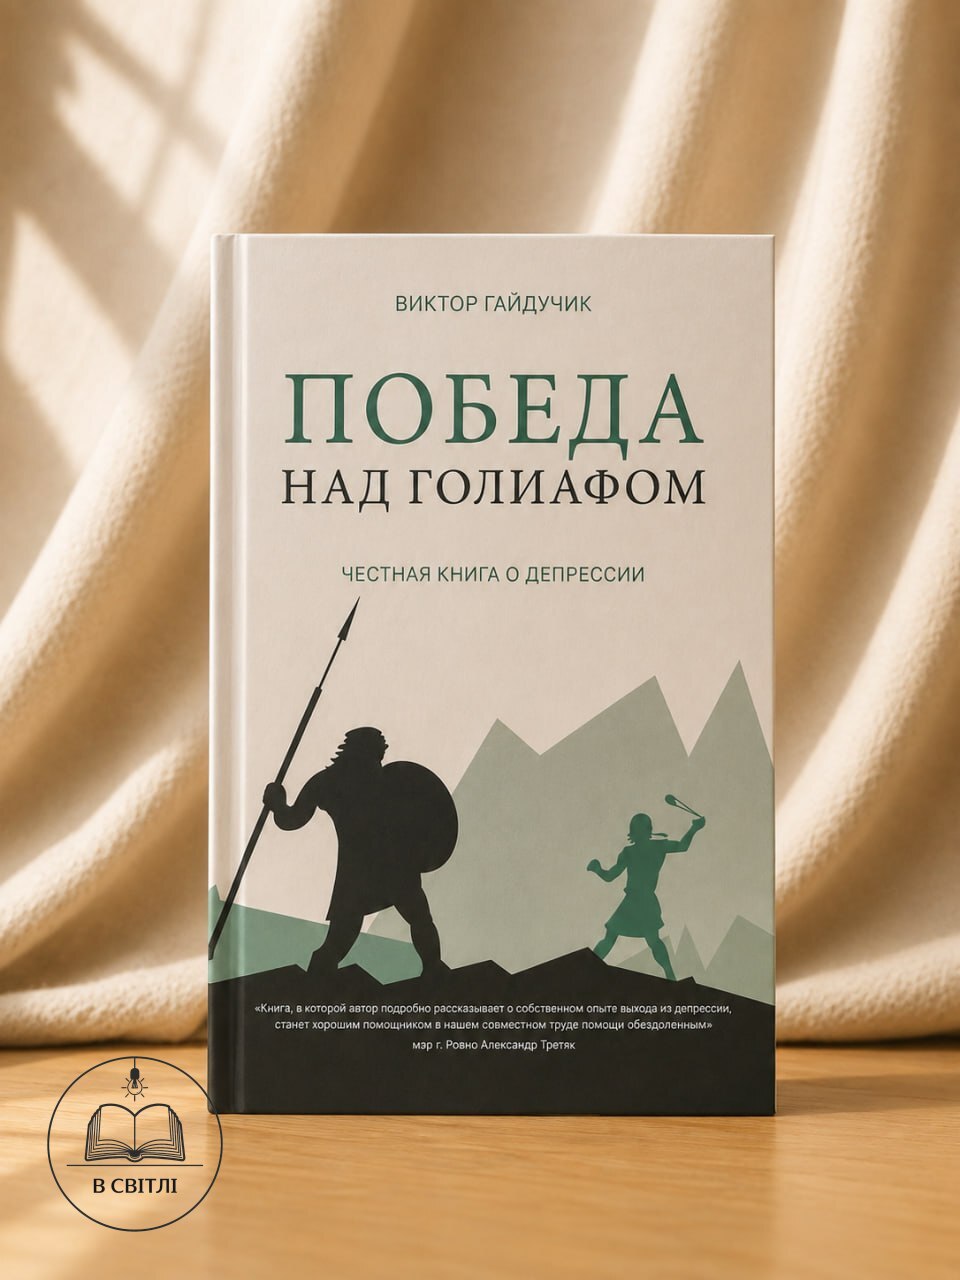 ВИКТОР ГАЙДУЧИК
ПОБЕДА
НАД ГОЛИАФОМ
ЧЕСТНАЯ КНИГА О ДЕПРЕССИИ
«Книга, в которой автор подробно рассказывает о собственном опыте выхода из депрессии,
станет хорошим помощником в нашем совместном труде помощи обездоленным»
мэр г. Ровно Александр Третяк
В СВІТЛІ